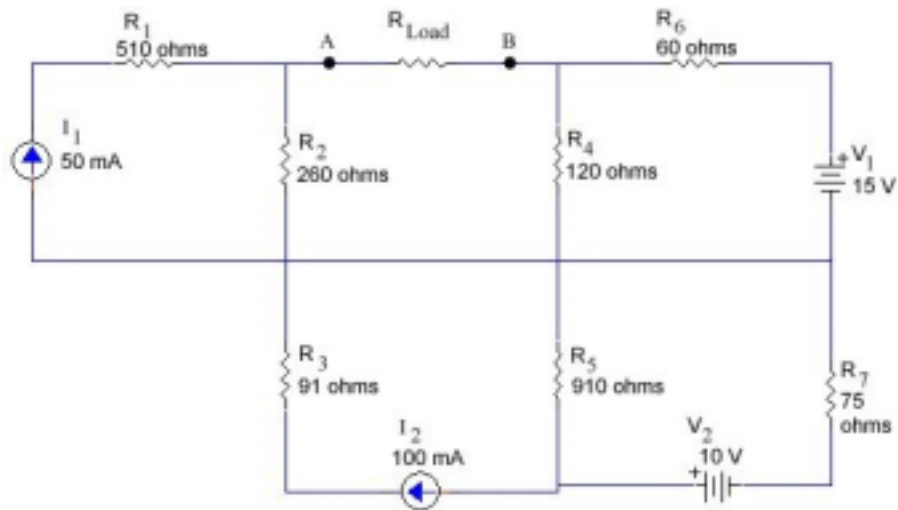 R1
510 ohms
A
RLoad
B
R6
60 ohms
I1
50 mA
R2
260 ohms
R4
120 ohms
+ V1
15 V
R3
91 ohms
R5
910 ohms
R7
75
ohms
I2
100 mA
V2
10 V
+